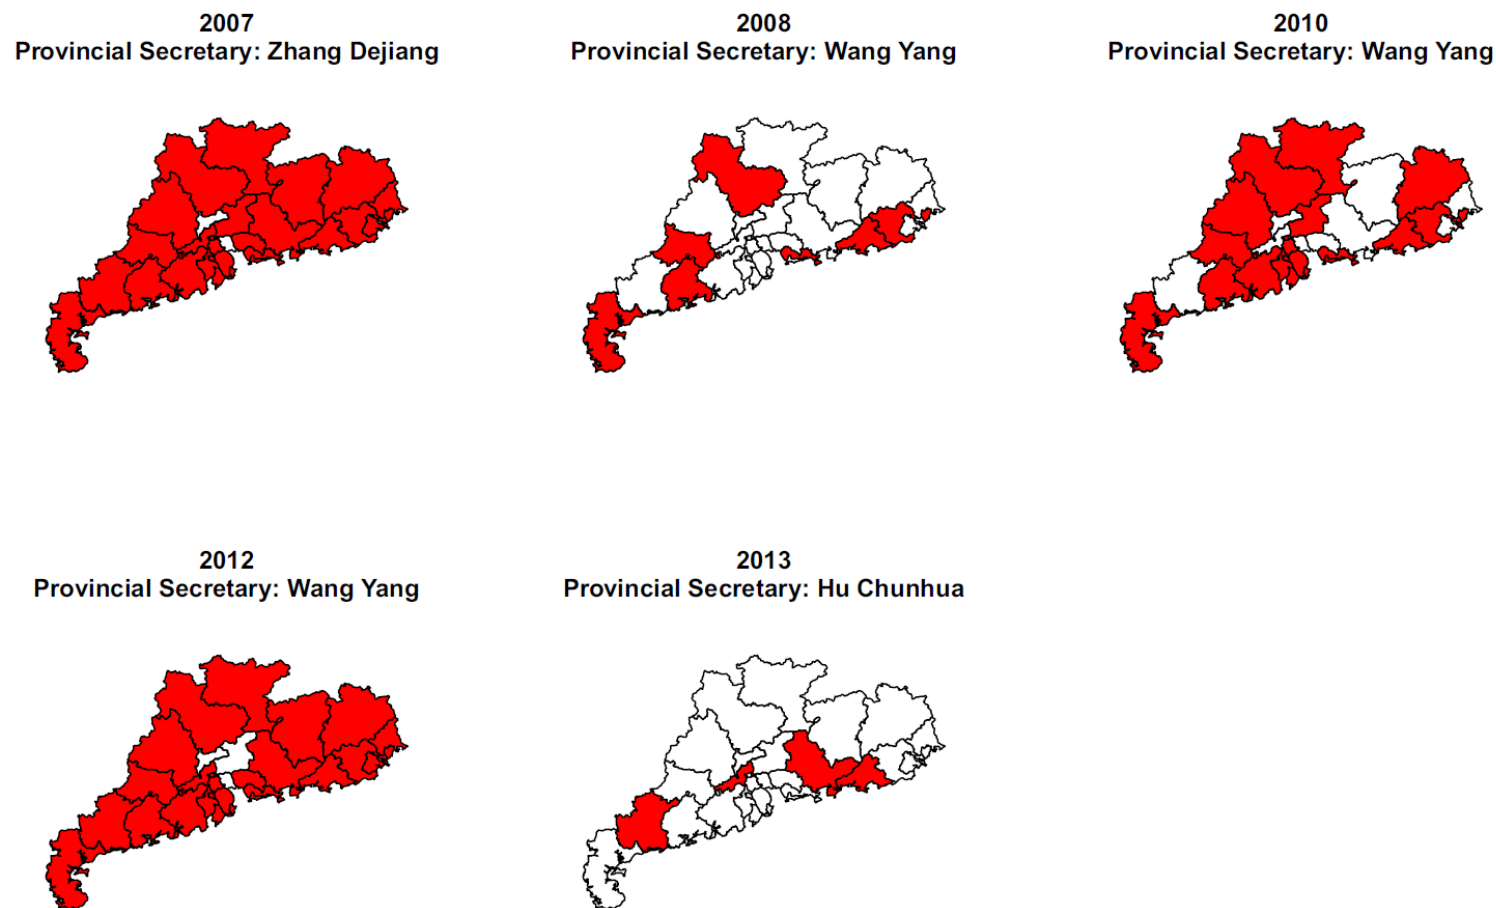 2007
Provincial Secretary: Zhang Dejiang
2008
Provincial Secretary: Wang Yang
2010
Provincial Secretary: Wang Yang
2012
Provincial Secretary: Wang Yang
2013
Provincial Secretary: Hu Chunhua